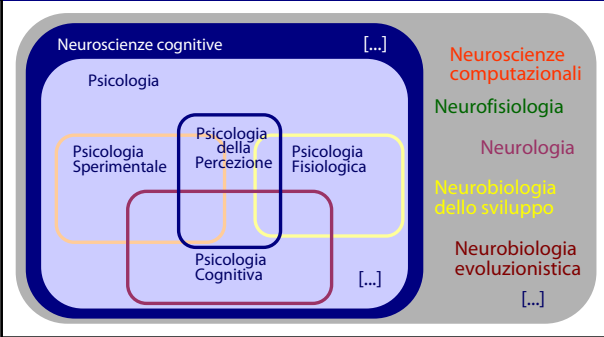 Neuroscienze cognitive
[...]
Psicologia
Psicologia
Sperimentale
Psicologia
della
Percezione
Psicologia
Fisiologica
Psicologia
Cognitiva
[...]
Neuroscienze
computazionali
Neurofisiologia
Neurologia
Neurobiologia
dello sviluppo
Neurobiologia
evoluzionistica
[...]